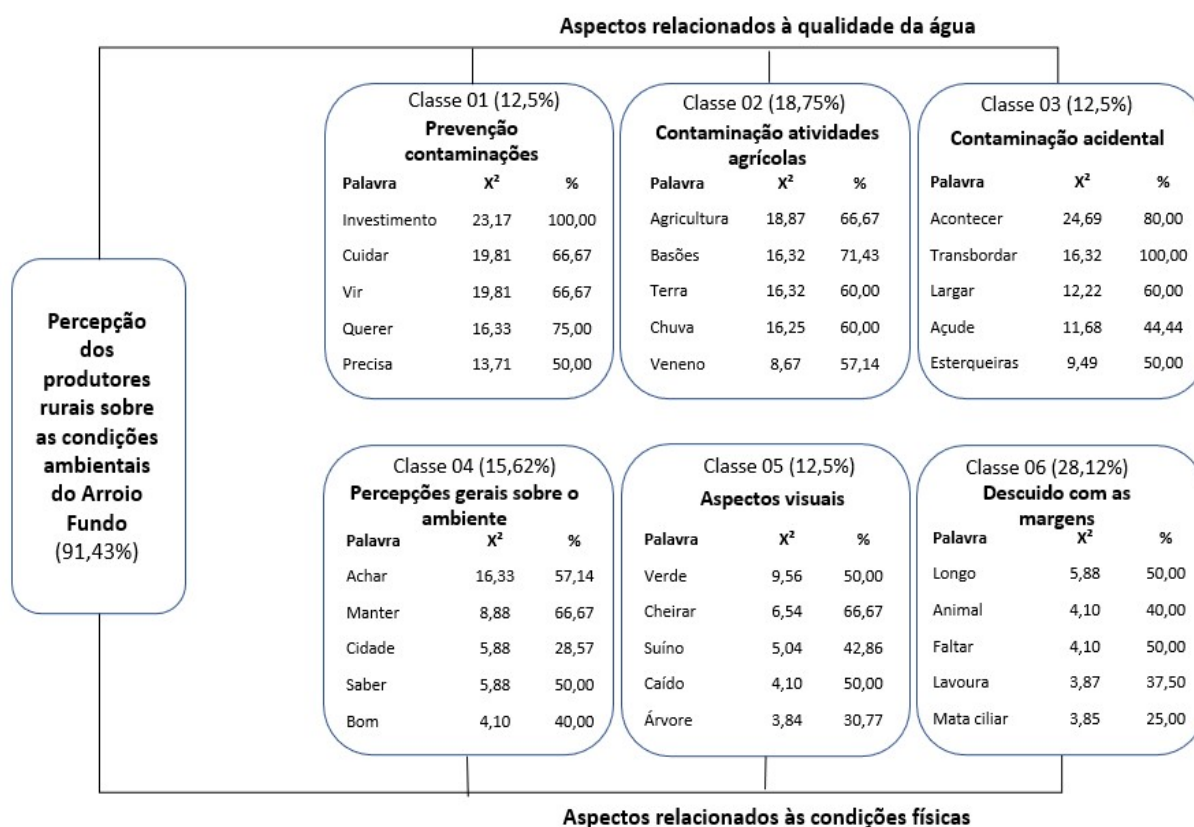 Aspectos relacionados à qualidade da água
Percepção
dos
produtores
rurais sobre
as condições
ambientais
do Arroio
Fundo
(91,43%)
Classe 01 (12,5%)
Prevenção
contaminações
Palavra X² %
Investimento 23,17 100,00
Cuidar 19,81 66,67
Vir 19,81 66,67
Querer 16,33 75,00
Precisa 13,71 50,00
Classe 02 (18,75%)
Contaminação atividades
agrícolas
Palavra X² %
Agricultura 18,87 66,67
Basões 16,32 71,43
Terra 16,32 60,00
Chuva 16,25 60,00
Veneno 8,67 57,14
Classe 03 (12,5%)
Contaminação acidental
Palavra X² %
Acontecer 24,69 80,00
Transbordar 16,32 100,00
Largar 12,22 60,00
Açude 11,68 44,44
Esterqueiras 9,49 50,00
Classe 04 (15,62%)
Percepções gerais sobre o
ambiente
Palavra X² %
Achar 16,33 57,14
Manter 8,88 66,67
Cidade 5,88 28,57
Saber 5,88 50,00
Bom 4,10 40,00
Classe 05 (12,5%)
Aspectos visuais
Palavra X² %
Verde 9,56 50,00
Cheirar 6,54 66,67
Suíno 5,04 42,86
Caído 4,10 50,00
Árvore 3,84 30,77
Classe 06 (28,12%)
Descuido com as
margens
Palavra X² %
Longo 5,88 50,00
Animal 4,10 40,00
Faltar 4,10 50,00
Lavoura 3,87 37,50
Mata ciliar 3,85 25,00
Aspectos relacionados às condições físicas